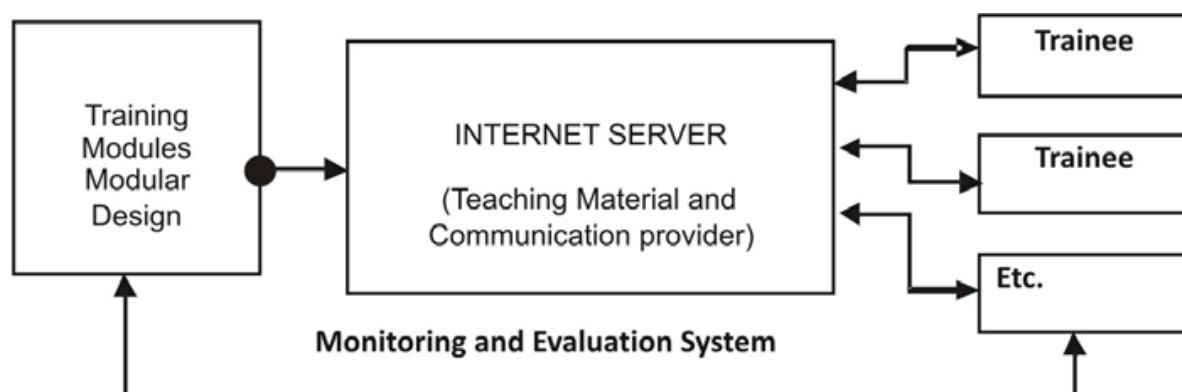 Training
Modules
Modular
Design
INTERNET SERVER
(Teaching Material and
Communication provider)
Trainee
Trainee
Etc.
Monitoring and Evaluation System